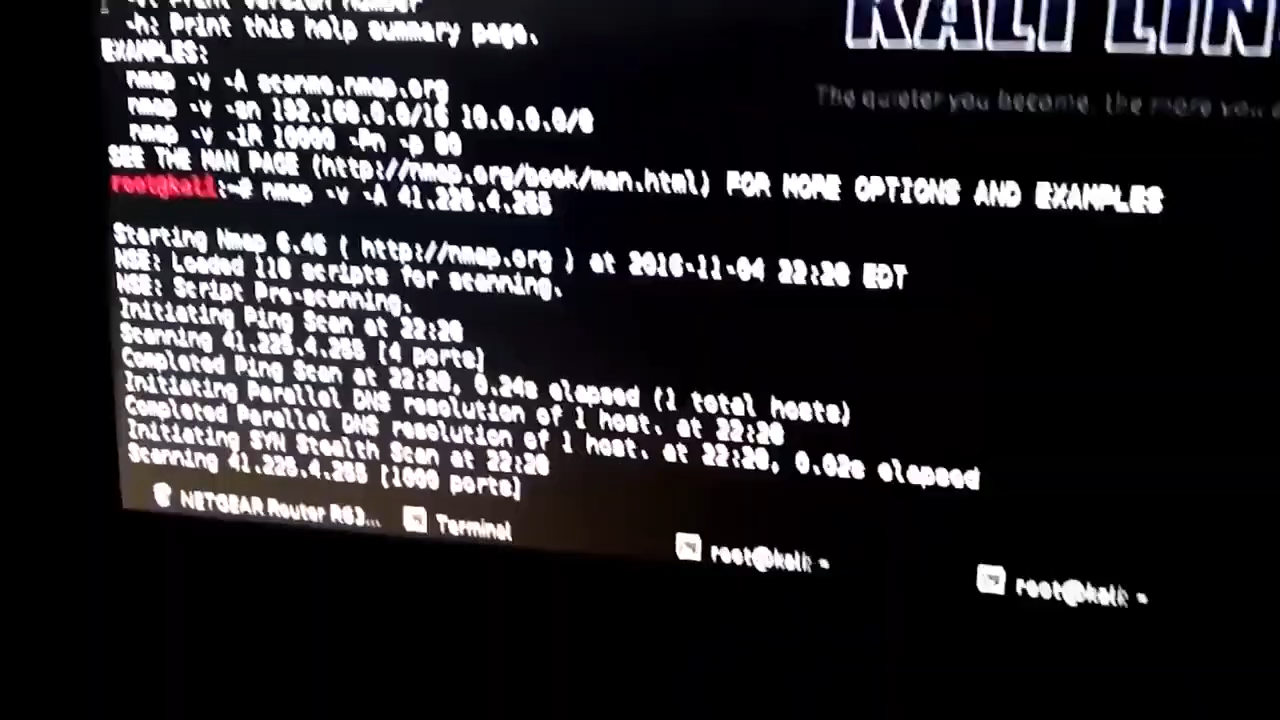 -h: Print this help summary page.
EXAMPLES:
nmap -v -A scanme.nmap.org
nmap -v -sn 192.168.0.0/16 10.0.0.0/8
nmap -v -iR 10000 -Pn -p 80
SEE THE MAN PAGE (http://nmap.org/book/man.html) FOR MORE OPTIONS AND EXAMPLES
root@kali:~# nmap -v -A 41.225.4.255
Starting Nmap 6.46 ( http://nmap.org ) at 2016-11-04 22:20 EDT
NSE: Loaded 118 scripts for scanning.
NSE: Script Pre-scanning.
Initiating Ping Scan at 22:20
Scanning 41.225.4.255 [4 ports]
Completed Ping Scan at 22:20, 0.24s elapsed (1 total hosts)
Initiating Parallel DNS resolution of 1 host. at 22:20
Completed Parallel DNS resolution of 1 host. at 22:20, 0.02s elapsed
Initiating SYN Stealth Scan at 22:20
Scanning 41.225.4.255 [1000 ports]
KALI LIN
The quieter you become, the more you
NETGEAR Router R63...
Terminal
root@kali: ~
root@kali: ~